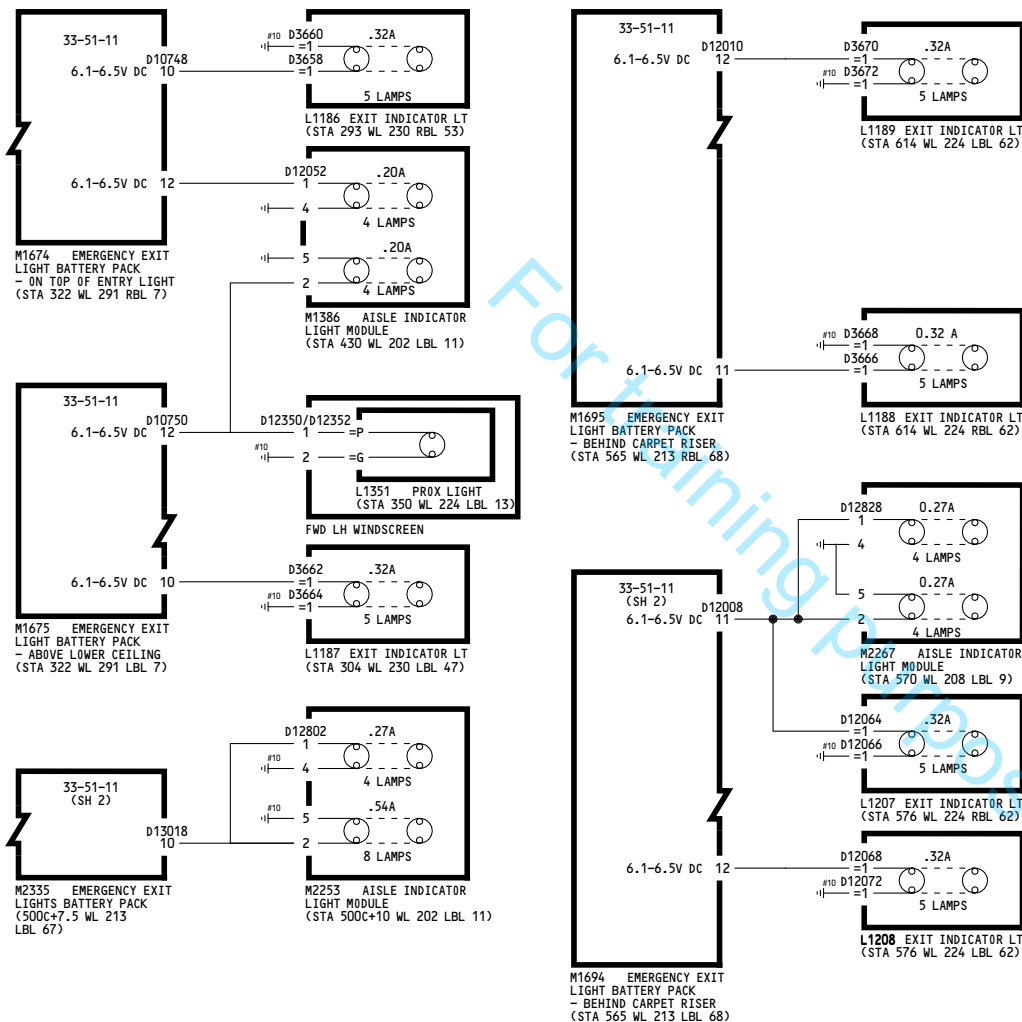 33-51-11
D10748
6.1-6.5V DC 10
6.1-6.5V DC 12
M1674 EMERGENCY EXIT
LIGHT BATTERY PACK
- ON TOP OF ENTRY LIGHT
(STA 322 WL 291 RBL 7)
#10 D3660 .32A
=1
D3658
=1
5 LAMPS
L1186 EXIT INDICATOR LT
(STA 293 WL 230 RBL 53)
D12052 .20A
1
4
4 LAMPS
.20A
5
2
4 LAMPS
M1386 AISLE INDICATOR
LIGHT MODULE
(STA 430 WL 202 LBL 11)
33-51-11
D10750
6.1-6.5V DC 12
6.1-6.5V DC 10
M1675 EMERGENCY EXIT
LIGHT BATTERY PACK
- ABOVE LOWER CEILING
(STA 322 WL 291 LBL 7)
D12350/D12352
1 =P
#10
2 =G
L1351 PROX LIGHT
(STA 350 WL 224 LBL 13)
FWD LH WINDSCREEN
D3662 .32A
=1
#10 D3664
=1
5 LAMPS
L1187 EXIT INDICATOR LT
(STA 304 WL 230 LBL 47)
33-51-11
(SH 2)
D13018
10
M2335 EMERGENCY EXIT
LIGHTS BATTERY PACK
(500C+7.5 WL 213
LBL 67)
D12802 .27A
1
#10
4
4 LAMPS
.54A
#10
5
2
8 LAMPS
M2253 AISLE INDICATOR
LIGHT MODULE
(STA 500C+10 WL 202 LBL 11)
33-51-11
D12010
6.1-6.5V DC 12
6.1-6.5V DC 11
M1695 EMERGENCY EXIT
LIGHT BATTERY PACK
- BEHIND CARPET RISER
(STA 565 WL 213 RBL 68)
D3670 .32A
=1
#10 D3672
=1
5 LAMPS
L1189 EXIT INDICATOR LT
(STA 614 WL 224 LBL 62)
#10 D3668 0.32 A
=1
D3666
=1
5 LAMPS
L1188 EXIT INDICATOR LT
(STA 614 WL 224 RBL 62)
33-51-11
(SH 2)
D12008
6.1-6.5V DC 11
6.1-6.5V DC 12
M1694 EMERGENCY EXIT
LIGHT BATTERY PACK
- BEHIND CARPET RISER
(STA 565 WL 213 LBL 68)
D12828 0.27A
1
4
4 LAMPS
0.27A
5
2
4 LAMPS
M2267 AISLE INDICATOR
LIGHT MODULE
(STA 570 WL 208 LBL 9)
D12064 .32A
=1
#10 D12066
=1
5 LAMPS
L1207 EXIT INDICATOR LT
(STA 576 WL 224 RBL 62)
D12068 .32A
=1
#10 D12072
=1
5 LAMPS
L1208 EXIT INDICATOR LT
(STA 576 WL 224 LBL 62)
For training purpos